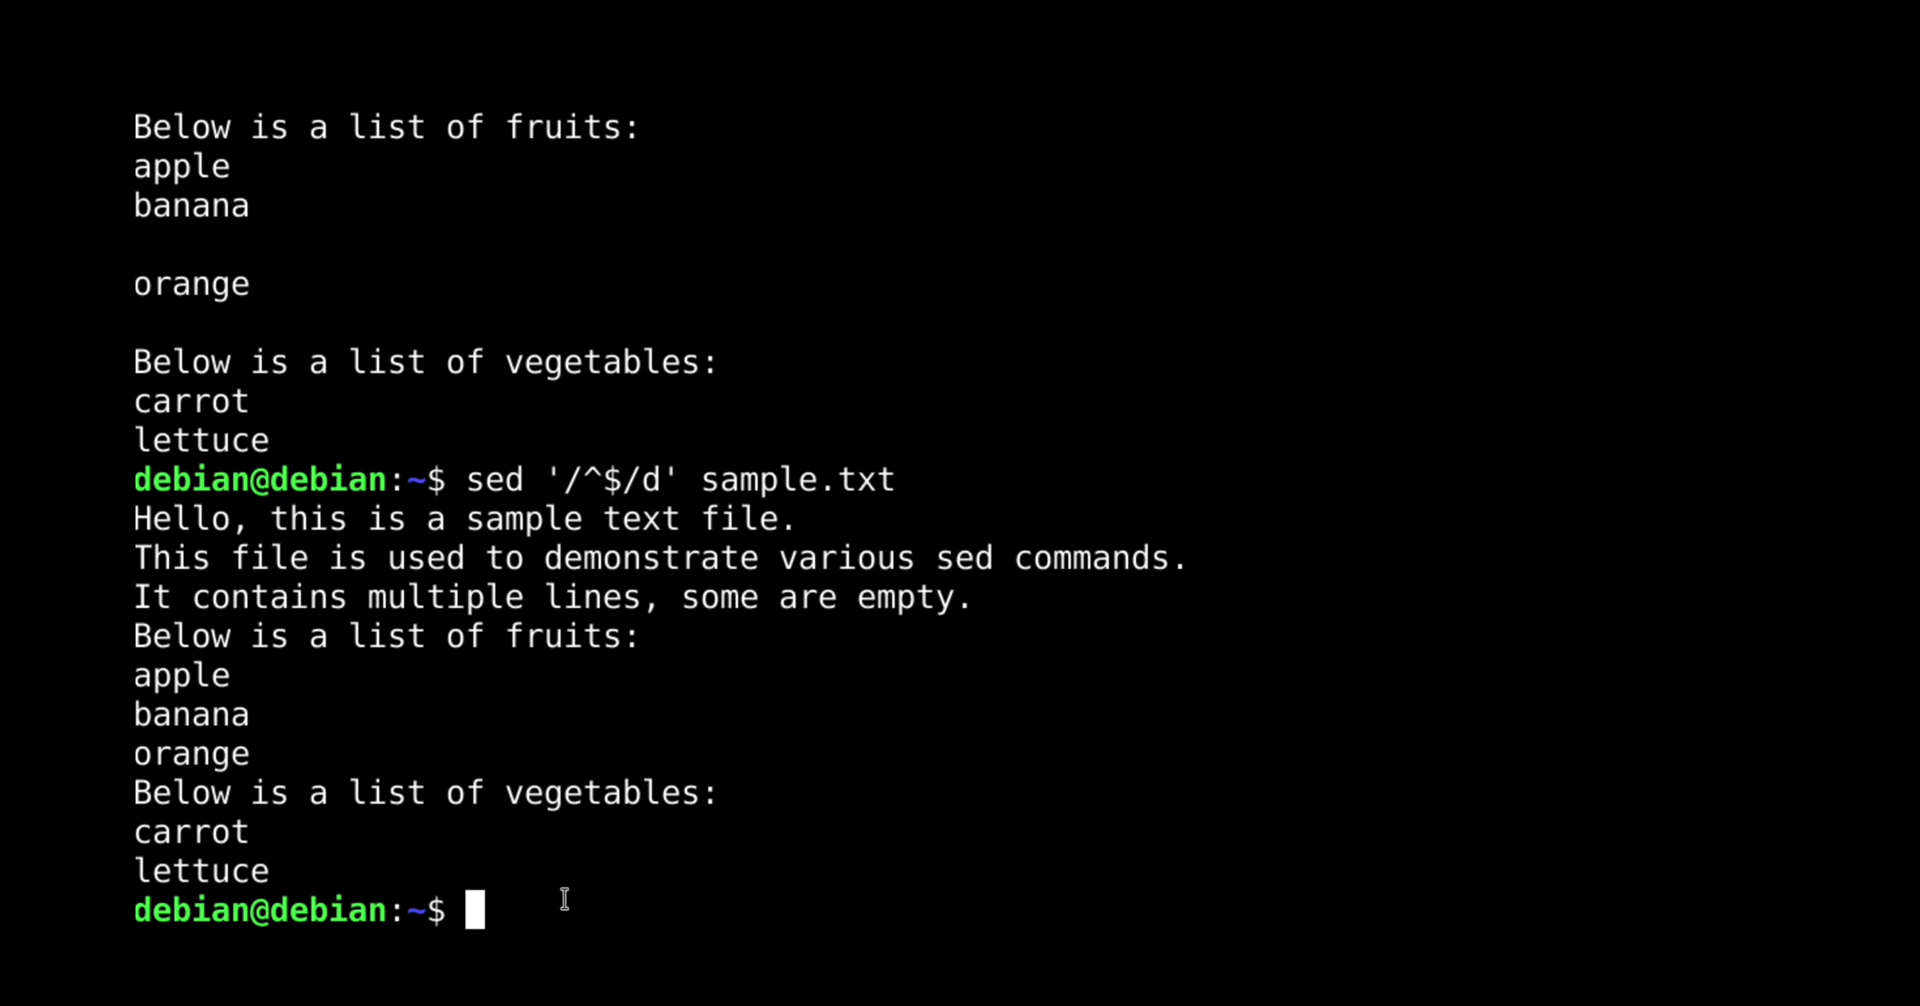 Below is a list of fruits:
apple
banana
orange
Below is a list of vegetables:
carrot
lettuce
debian@debian:~$ sed '/^$/d' sample.txt
Hello, this is a sample text file.
This file is used to demonstrate various sed commands.
It contains multiple lines, some are empty.
Below is a list of fruits:
apple
banana
orange
Below is a list of vegetables:
carrot
lettuce
debian@debian:~$